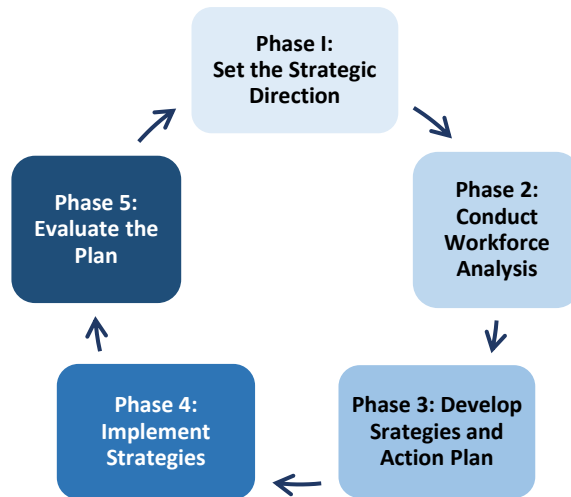 Phase I:
Set the Strategic
Direction
Phase 2:
Conduct
Workforce
Analysis
Phase 3: Develop
Srategies and
Action Plan
Phase 4:
Implement
Strategies
Phase 5:
Evaluate the
Plan